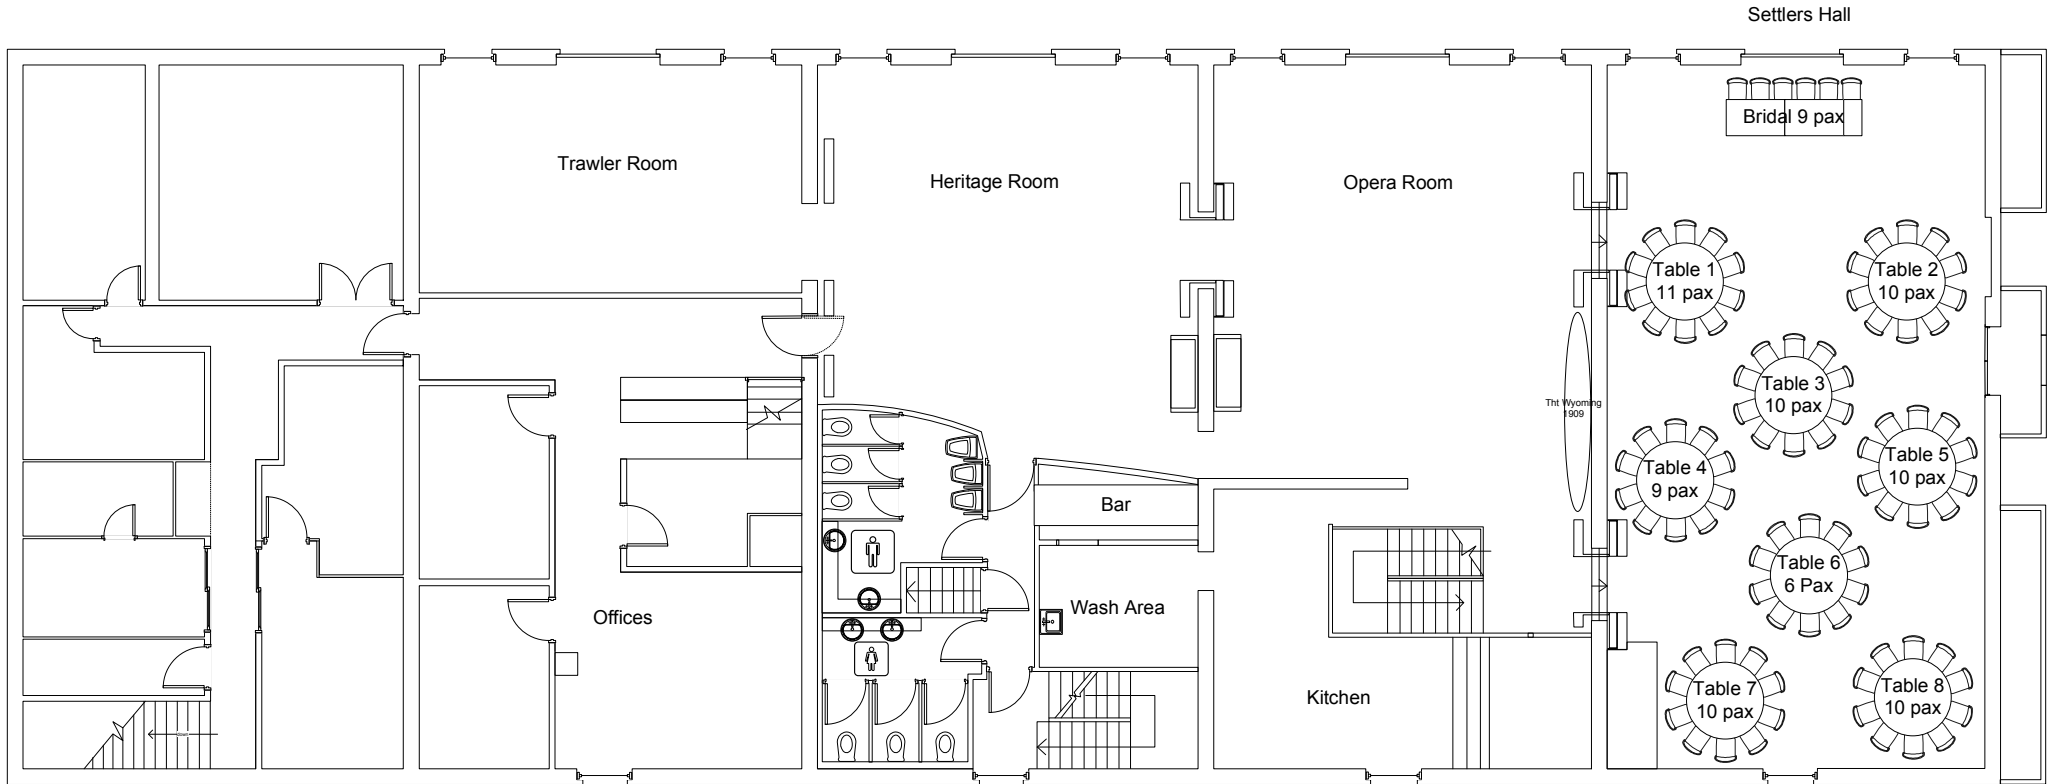 Settlers Hall
Bridal 9 pax
Trawler Room
Heritage Room
Opera Room
Table 1
11 pax
Table 2
10 pax
Table 3
10 pax
Tht Wyoming
1909
Table 4
9 pax
Table 5
10 pax
Bar
Table 6
6 Pax
Wash Area
Offices
Kitchen
Table 7
10 pax
Table 8
10 pax
down